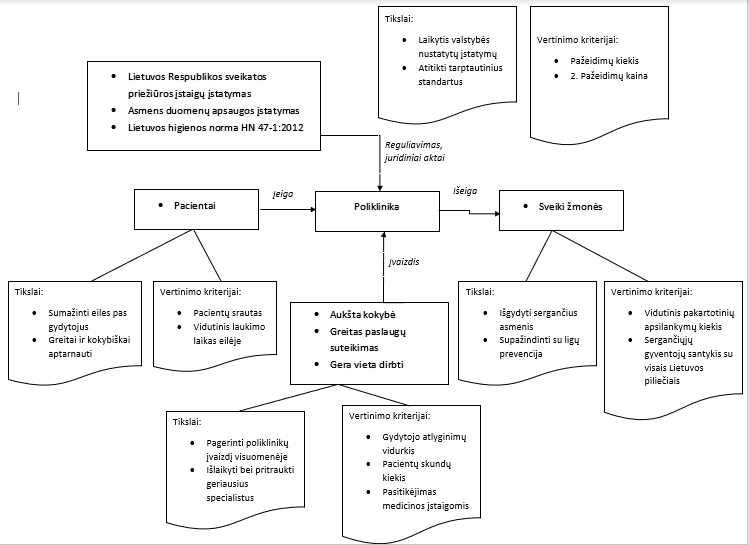 Tikslai:
• Laikytis valstybės
nustatytų įstatymų
• Atitikti tarptautinius
standartus
Vertinimo kriterijai:
• Pažeidimų kiekis
• 2. Pažeidimų kaina
• Lietuvos Respulikos sveikatos
priežiūros įstaigų įstatymas
• Asmens duomenų apsaugos įstatymas
• Lietuvos higienos norma HN 47-1:2012
Reguliavimas,
juridiniai aktai
• Pacientai
Įeiga
Poliklinika
išeiga
• Sveiki žmonės
Įvaizdis
Tikslai:
• Sumažinti eiles pas
gydytojus
• Greitai ir kokybiškai
aptarnauti
Vertinimo kriterijai:
• Pacientų srautas
• Vidutinis laukimo
laikas eilėje
• Aukšta kokybė
• Greitas paslaugų
suteikimas
• Gera vieta dirbti
Tikslai:
• Išgydyti sergančius
asmenis
• Supažindinti su ligų
prevencija
Vertinimo kriterijai:
• Vidutinis pakartotinių
apsilankymų kiekis
• Sergančiųjų
gyventojų santykis su
visais Lietuvos
piliečiais
Tikslai:
• Pagerinti poliklinikų
įvaizdį visuomenėje
• Išlaikyti bei pritraukti
geriausius
specialistus
Vertinimo kriterijai:
• Gydytojo atlyginimų
vidurkis
• Pacientų skundų
kiekis
• Pasitikėjimas
medicinos įstaigomis